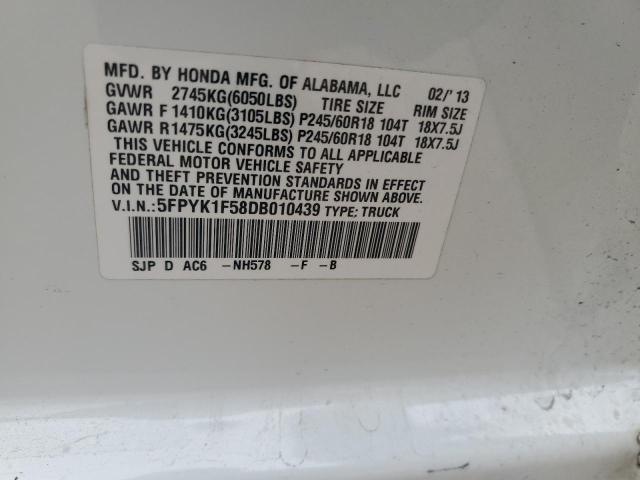 MFD. BY HONDA MFG. OF ALABAMA, LLC 02/'13
GVWR 2745KG(6050LBS) TIRE SIZE RIM SIZE
GAWR F 1410KG(3105LBS) P245/60R18 104T 18X7.5J
GAWR R1475KG(3245LBS) P245/60R18 104T 18X7.5J
THIS VEHICLE CONFORMS TO ALL APPLICABLE
FEDERAL MOTOR VEHICLE SAFETY
AND THEFT PREVENTION STANDARDS IN EFFECT
ON THE DATE OF MANUFACTURE SHOWN ABOVE.
V.I.N.:5FPYK1F58DB010439 TYPE: TRUCK
SJP D AC6 -NH578 -F -B